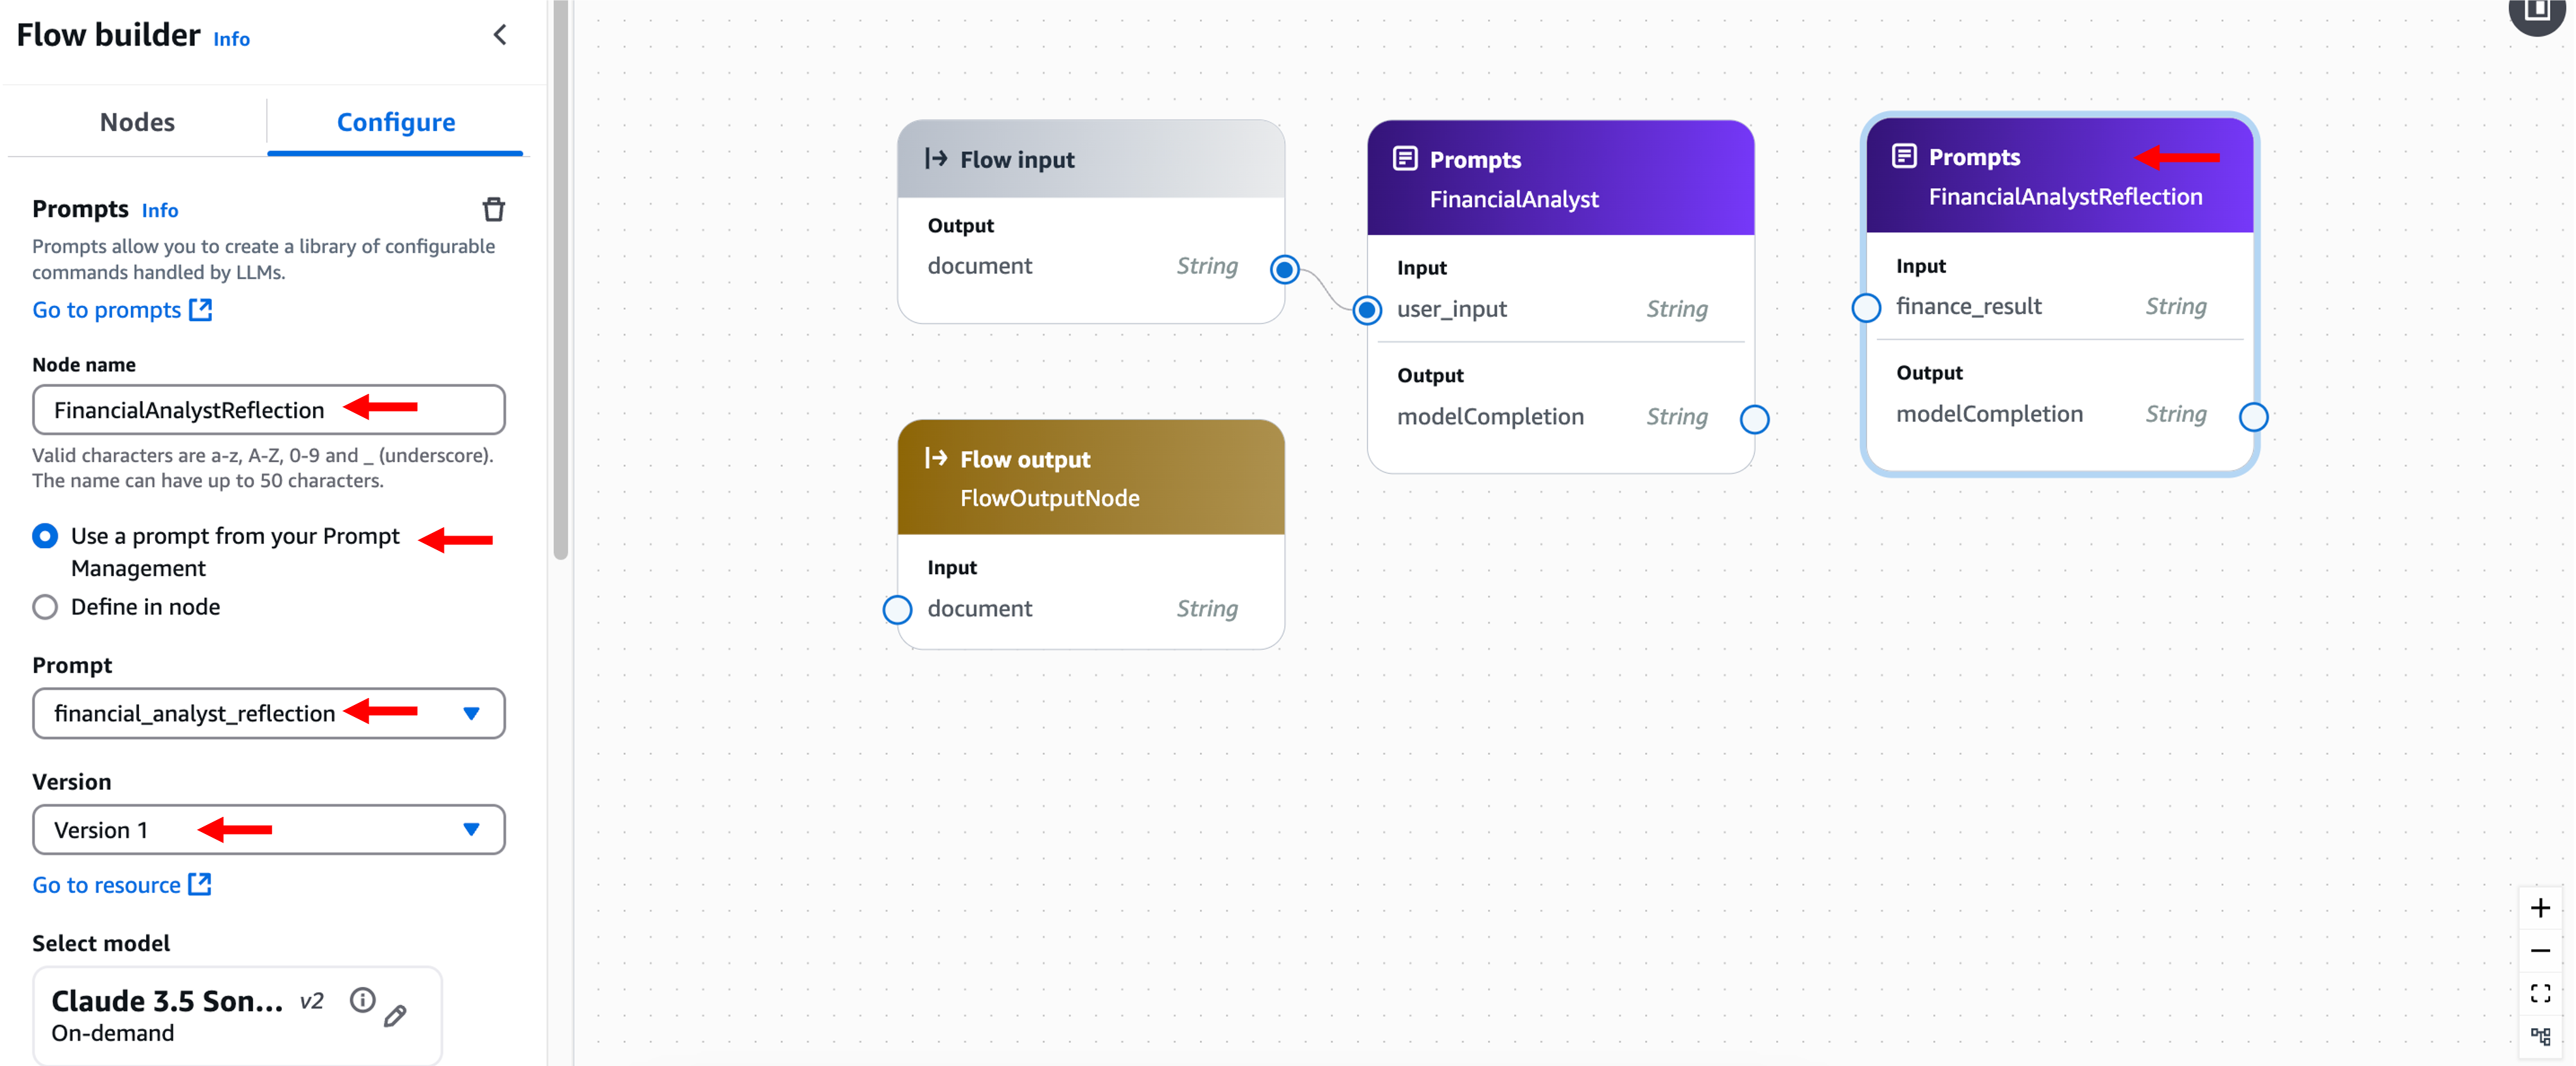 Flow builder Info
Nodes
Configure
Prompts Info
Prompts allow you to create a library of configurable
commands handled by LLMs.
Go to prompts
Node name
FinancialAnalystReflection
Valid characters are a-z, A-Z, 0-9 and _ (underscore).
The name can have up to 50 characters.
Use a prompt from your Prompt
Management
Define in node
Prompt
financial_analyst_reflection
Version
Version 1
Go to resource
Select model
Claude 3.5 Son... v2
On-demand
Flow input
Output
document String
Flow output
FlowOutputNode
Input
document String
Prompts
FinancialAnalyst
Input
user_input String
Output
modelCompletion String
Prompts
FinancialAnalystReflection
Input
finance_result String
Output
modelCompletion String